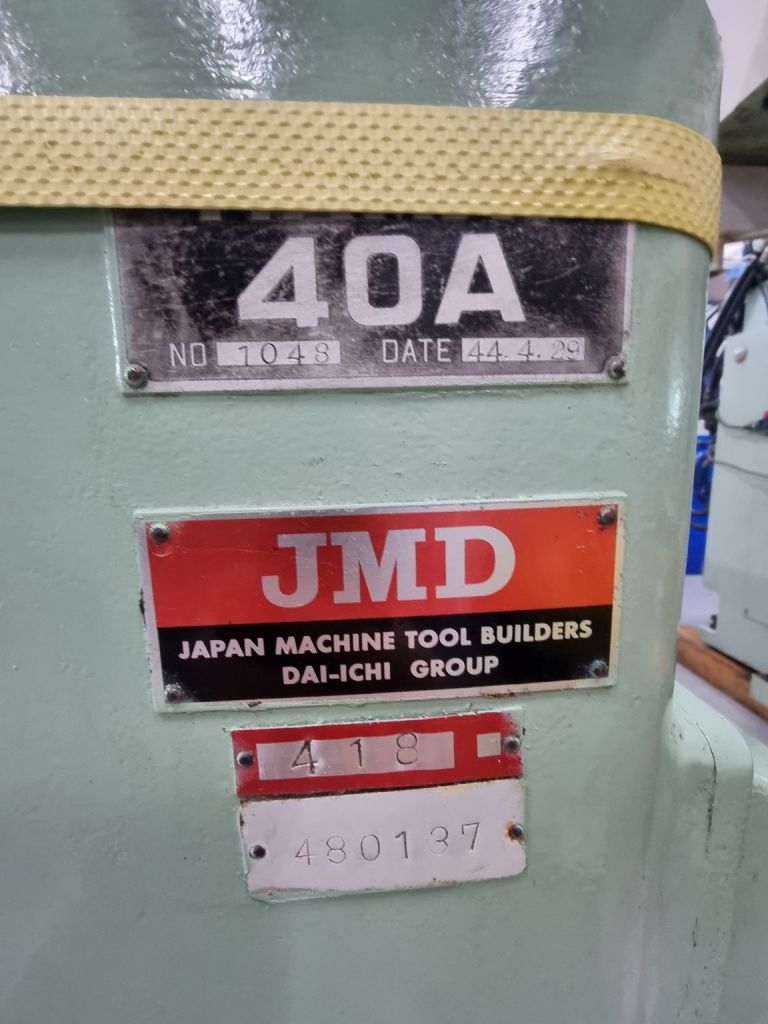 40A
NO 1048 DATE 44.4.29
JMD
JAPAN MACHINE TOOL BUILDERS
DAI-ICHI GROUP
418
480137